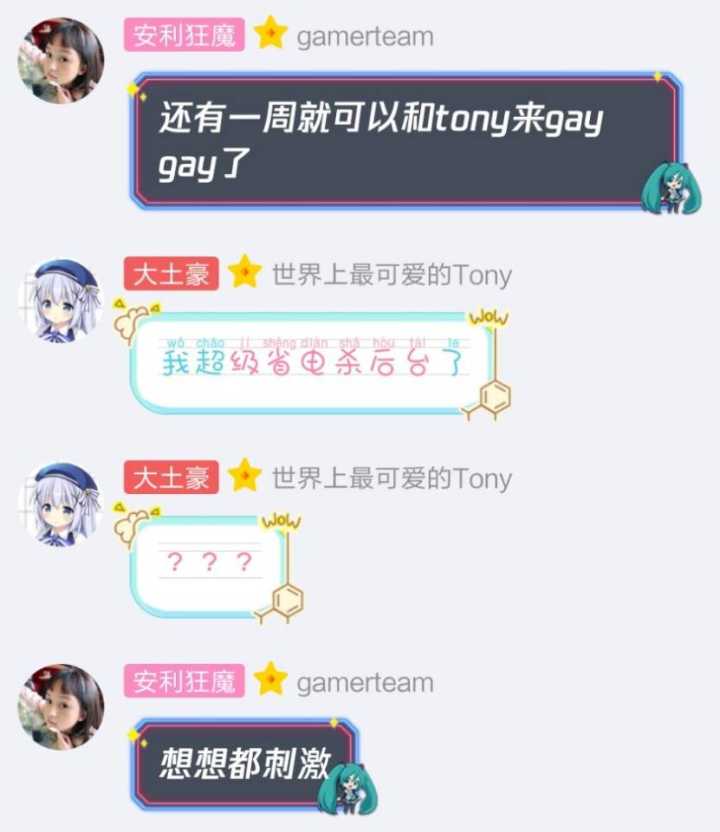 安利狂魔 gamerteam
还有一周就可以和tony来gay
gay了
大土豪 世界上最可爱的Tony
WOW
wǒ chāo jí shěng diàn shā hòu tái le
我超级省电杀后台了
大土豪 世界上最可爱的Tony
WOW
？？？
安利狂魔 gamerteam
想想都刺激